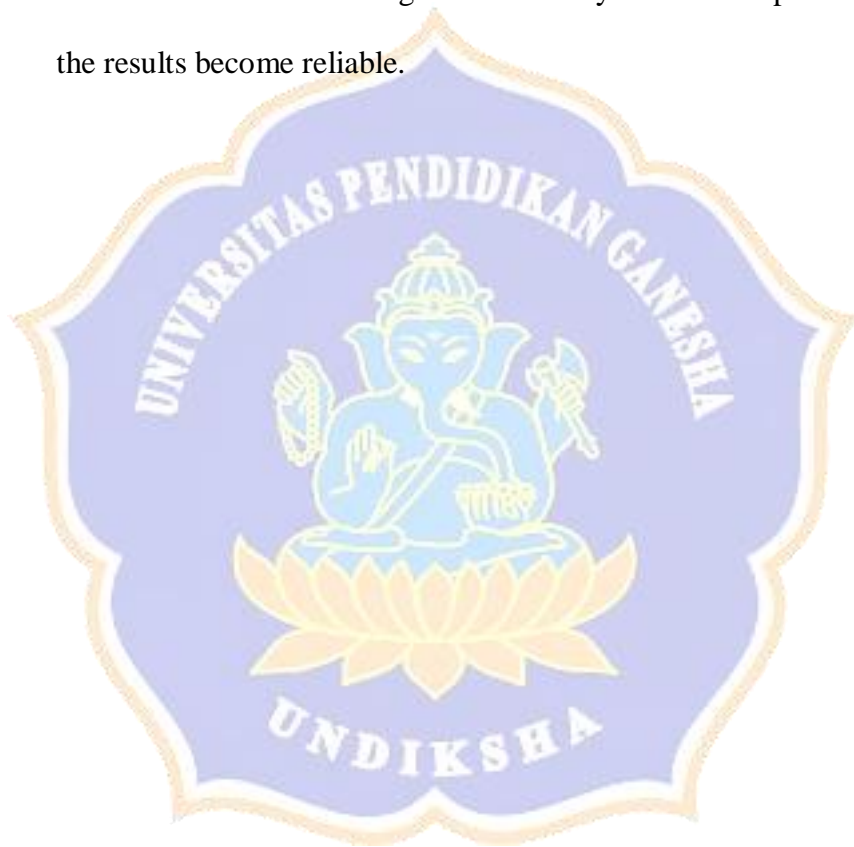 the results become reliable.
UNIVERSITAS PENDIDIKAN GANESHA
UNDIKSHA